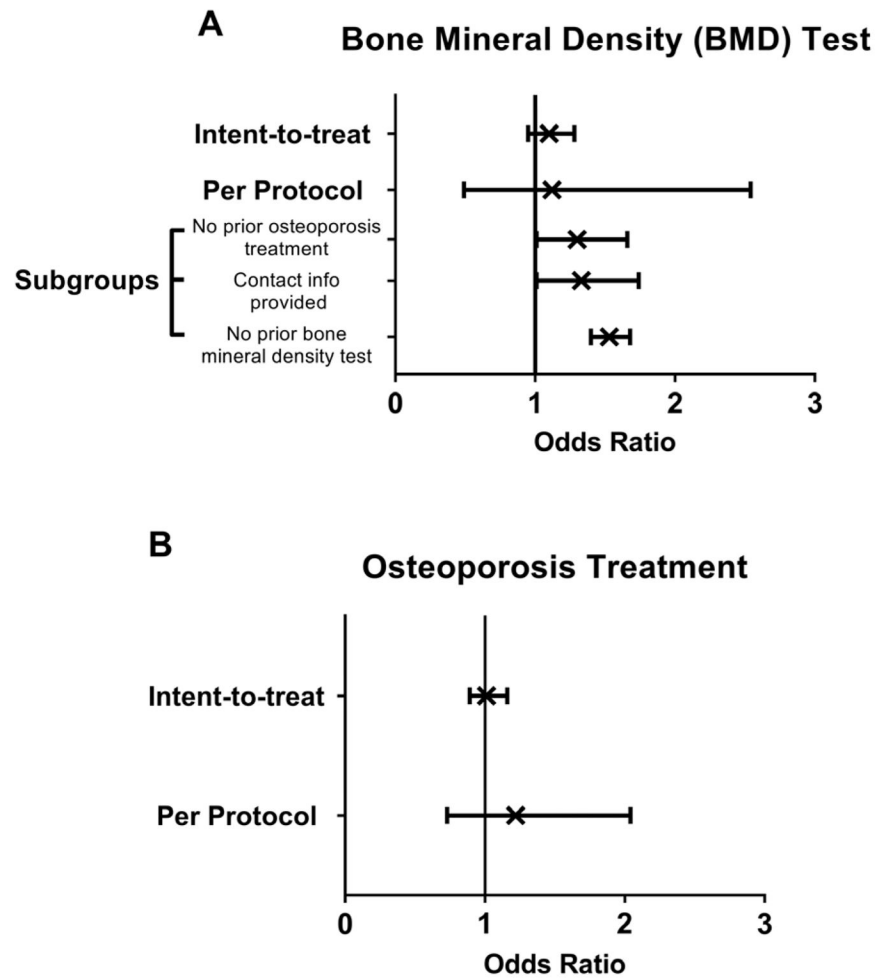 A
Bone Mineral Density (BMD) Test
Intent-to-treat
Per Protocol
No prior osteoporosis
treatment
Subgroups
Contact info
provided
No prior bone
mineral density test
0 1 2 3
Odds Ratio
B
Osteoporosis Treatment
Intent-to-treat
Per Protocol
0 1 2 3
Odds Ratio